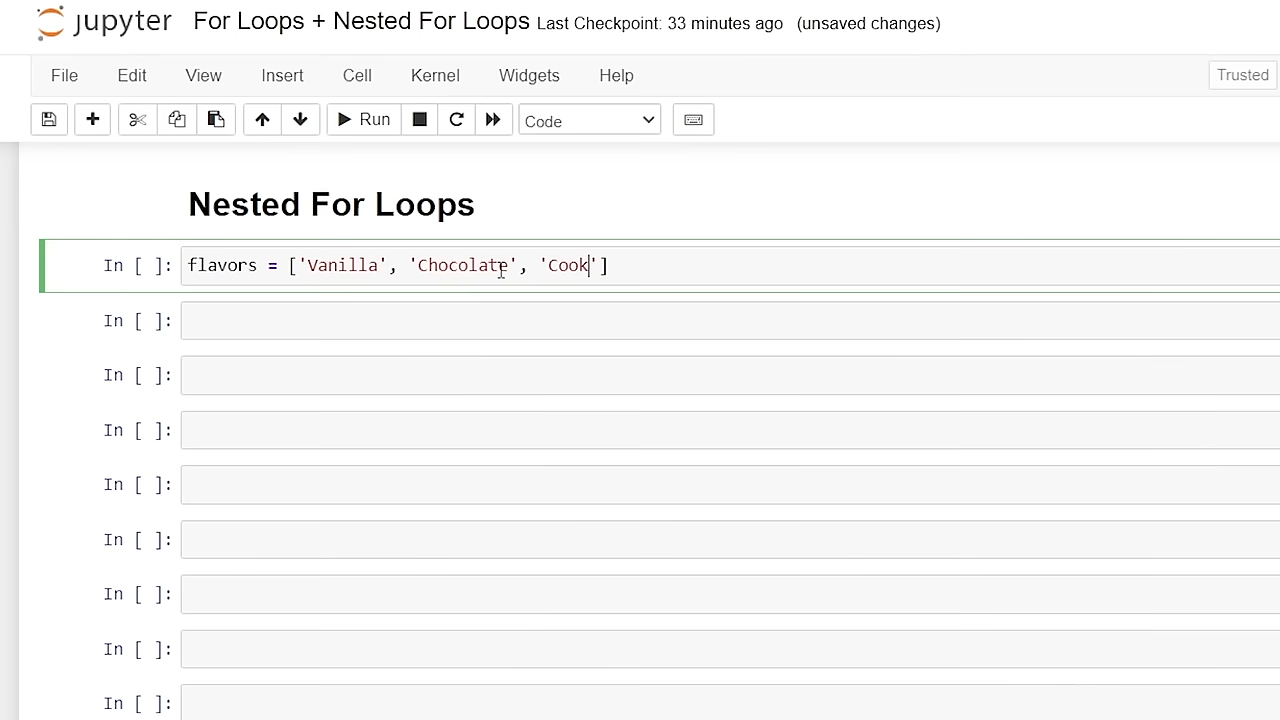 jupyter For Loops + Nested For Loops Last Checkpoint: 33 minutes ago (unsaved changes)
File Edit View Insert Cell Kernel Widgets Help Trusted
Run Code
Nested For Loops
In [ ]: flavors = ['Vanilla', 'Chocolate', 'Cook']
In [ ]:
In [ ]:
In [ ]:
In [ ]:
In [ ]:
In [ ]:
In [ ]:
In [ ]: